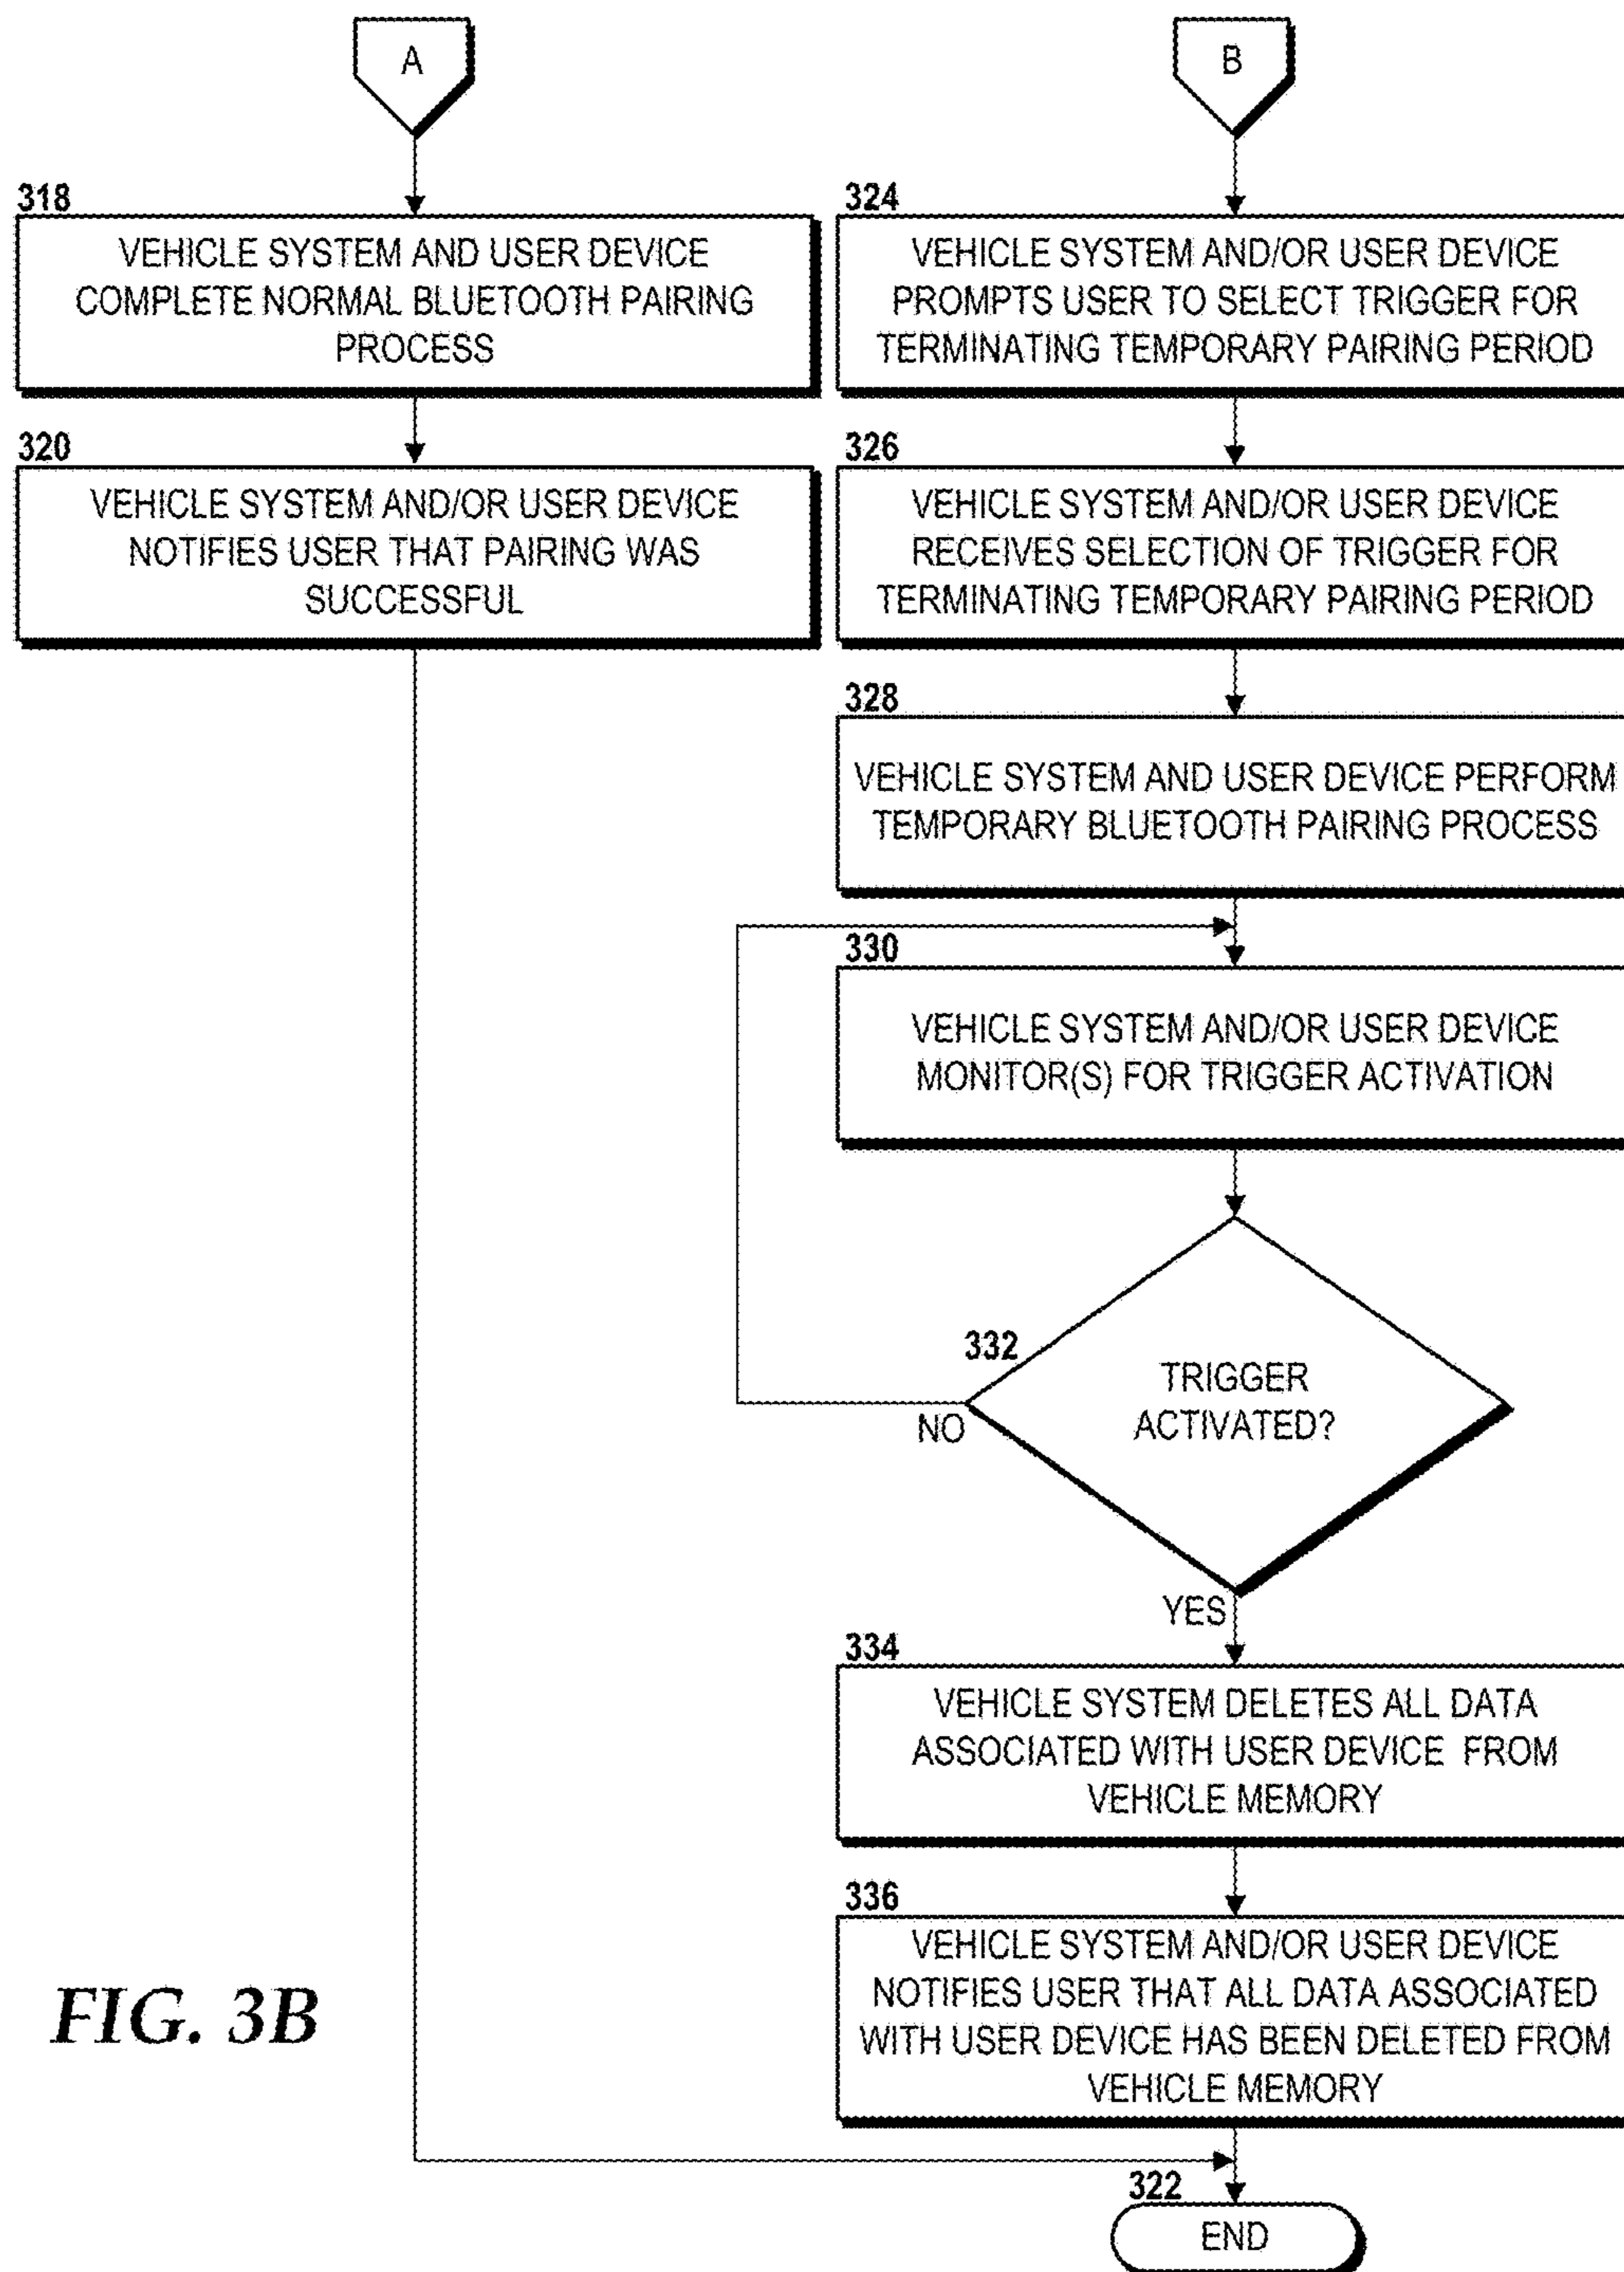 A
318
VEHICLE SYSTEM AND USER DEVICE
COMPLETE NORMAL BLUETOOTH PAIRING
PROCESS
320
VEHICLE SYSTEM AND/OR USER DEVICE
NOTIFIES USER THAT PAIRING WAS
SUCCESSFUL
B
324
VEHICLE SYSTEM AND/OR USER DEVICE
PROMPTS USER TO SELECT TRIGGER FOR
TERMINATING TEMPORARY PAIRING PERIOD
326
VEHICLE SYSTEM AND/OR USER DEVICE
RECEIVES SELECTION OF TRIGGER FOR
TERMINATING TEMPORARY PAIRING PERIOD
328
VEHICLE SYSTEM AND USER DEVICE PERFORM
TEMPORARY BLUETOOTH PAIRING PROCESS
330
VEHICLE SYSTEM AND/OR USER DEVICE
MONITOR(S) FOR TRIGGER ACTIVATION
332
TRIGGER
ACTIVATED?
NO
YES
334
VEHICLE SYSTEM DELETES ALL DATA
ASSOCIATED WITH USER DEVICE FROM
VEHICLE MEMORY
336
VEHICLE SYSTEM AND/OR USER DEVICE
NOTIFIES USER THAT ALL DATA ASSOCIATED
WITH USER DEVICE HAS BEEN DELETED FROM
VEHICLE MEMORY
322
END
FIG. 3B